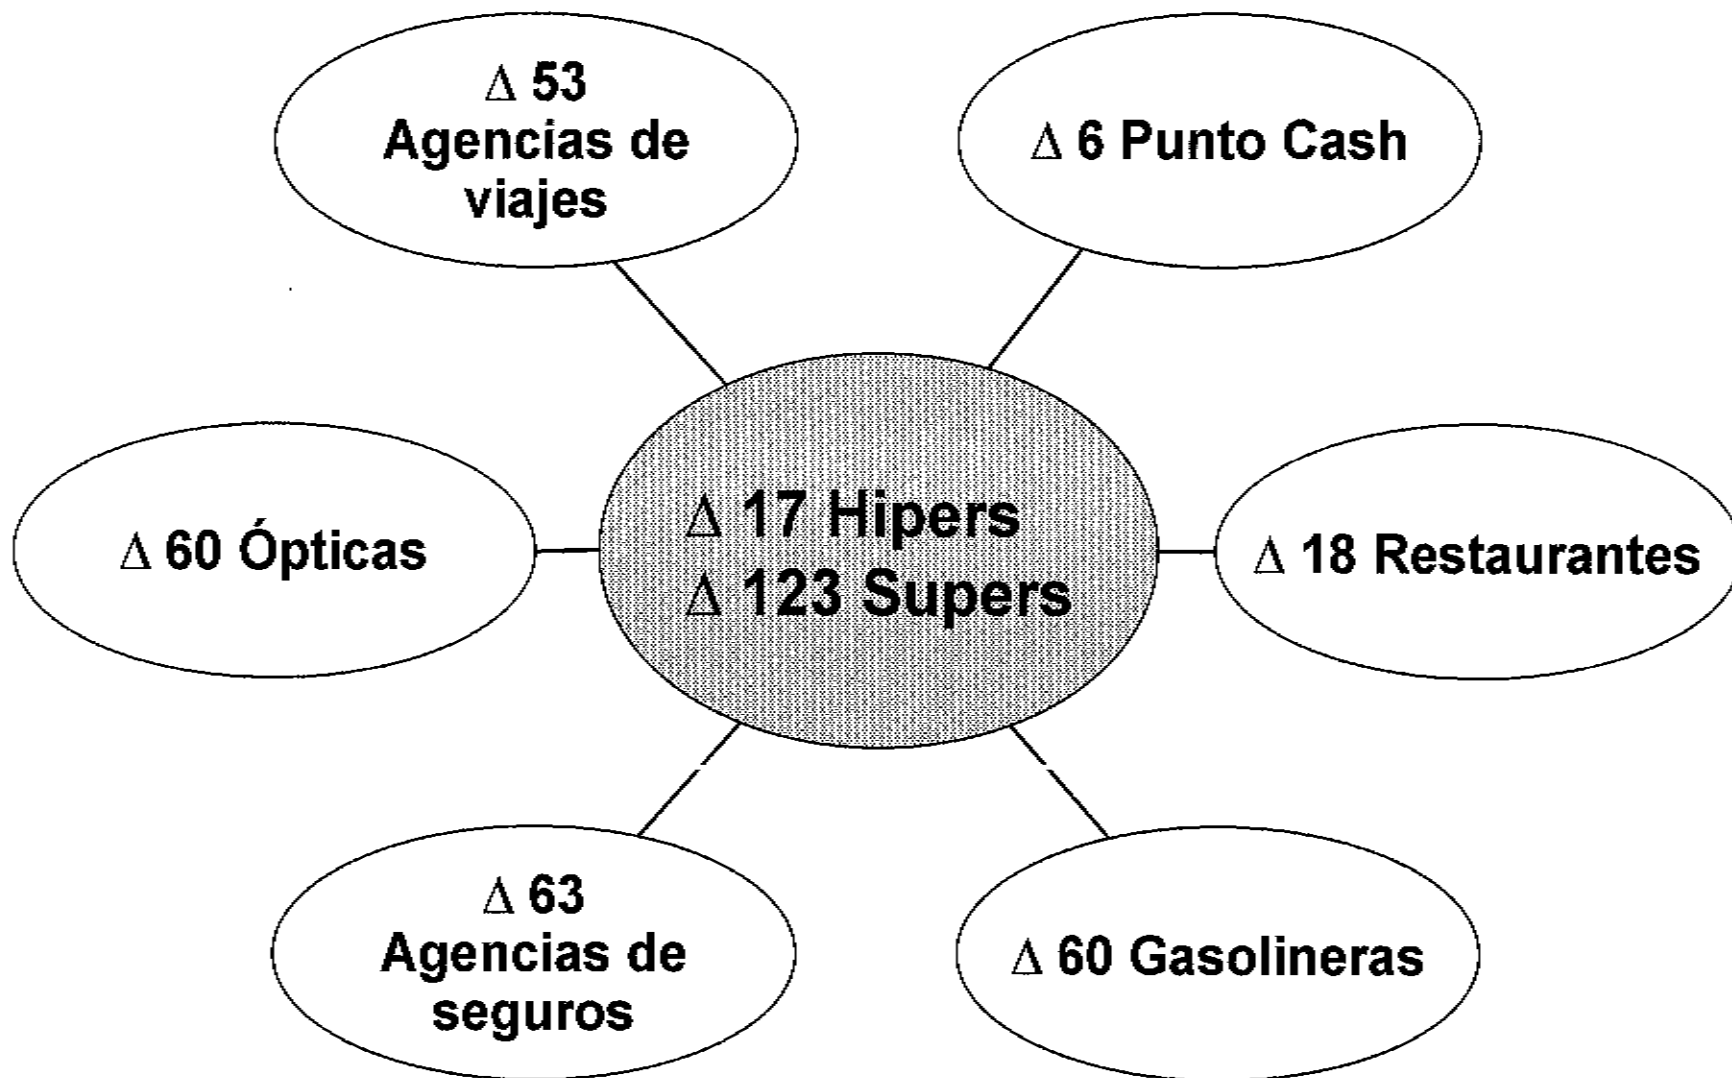 Δ 53
Agencias de
viajes
Δ 6 Punto Cash
Δ 60 Ópticas
Δ 17 Hipers
Δ 123 Supers
Δ 18 Restaurantes
Δ 63
Agencias de
seguros
Δ 60 Gasolineras